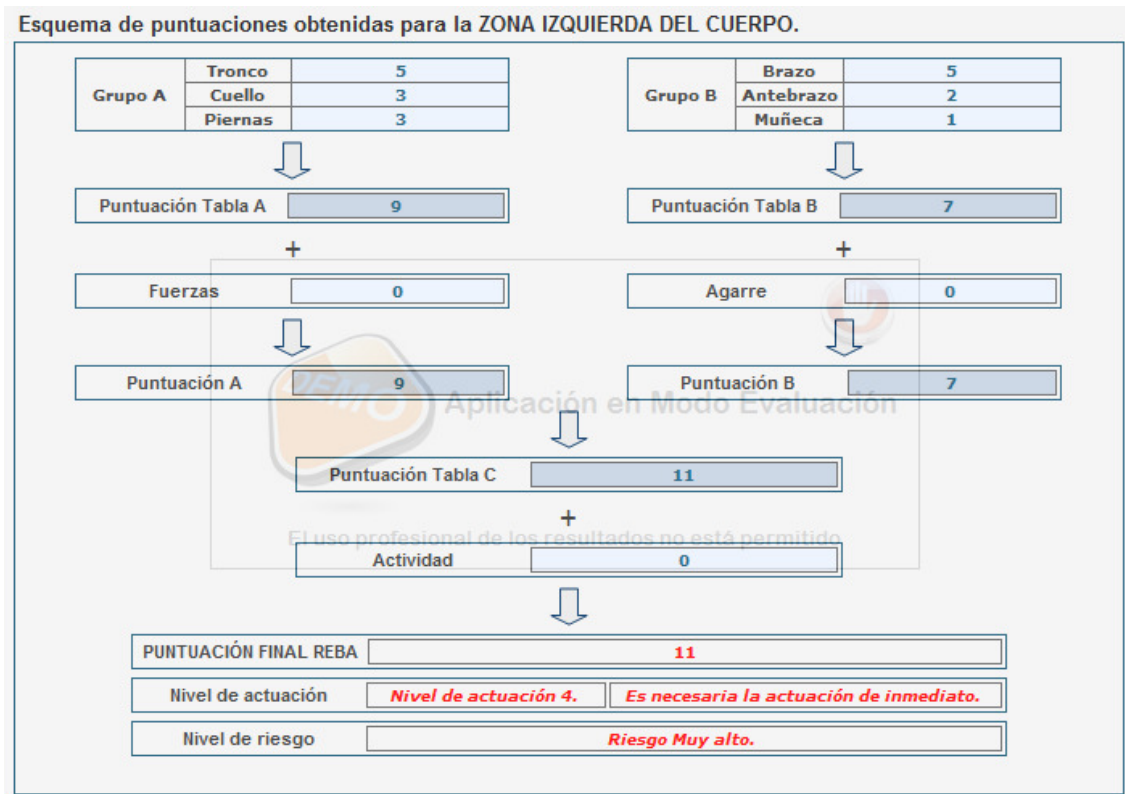 Esquema de puntuaciones obtenidas para la ZONA IZQUIERDA DEL CUERPO.
Grupo A
Tronco 5
Cuello 3
Piernas 3
Grupo B
Brazo 5
Antebrazo 2
Muñeca 1
Puntuación Tabla A 9
Puntuación Tabla B 7
+ +
Fuerzas 0
Agarre 0
Puntuación A 9
Puntuación B 7
DEMO
Aplicación en Modo Evaluación
Puntuación Tabla C 11
+
El uso profesional de los resultados no está permitido
Actividad 0
PUNTUACIÓN FINAL REBA 11
Nivel de actuación Nivel de actuación 4. Es necesaria la actuación de inmediato.
Nivel de riesgo Riesgo Muy alto.